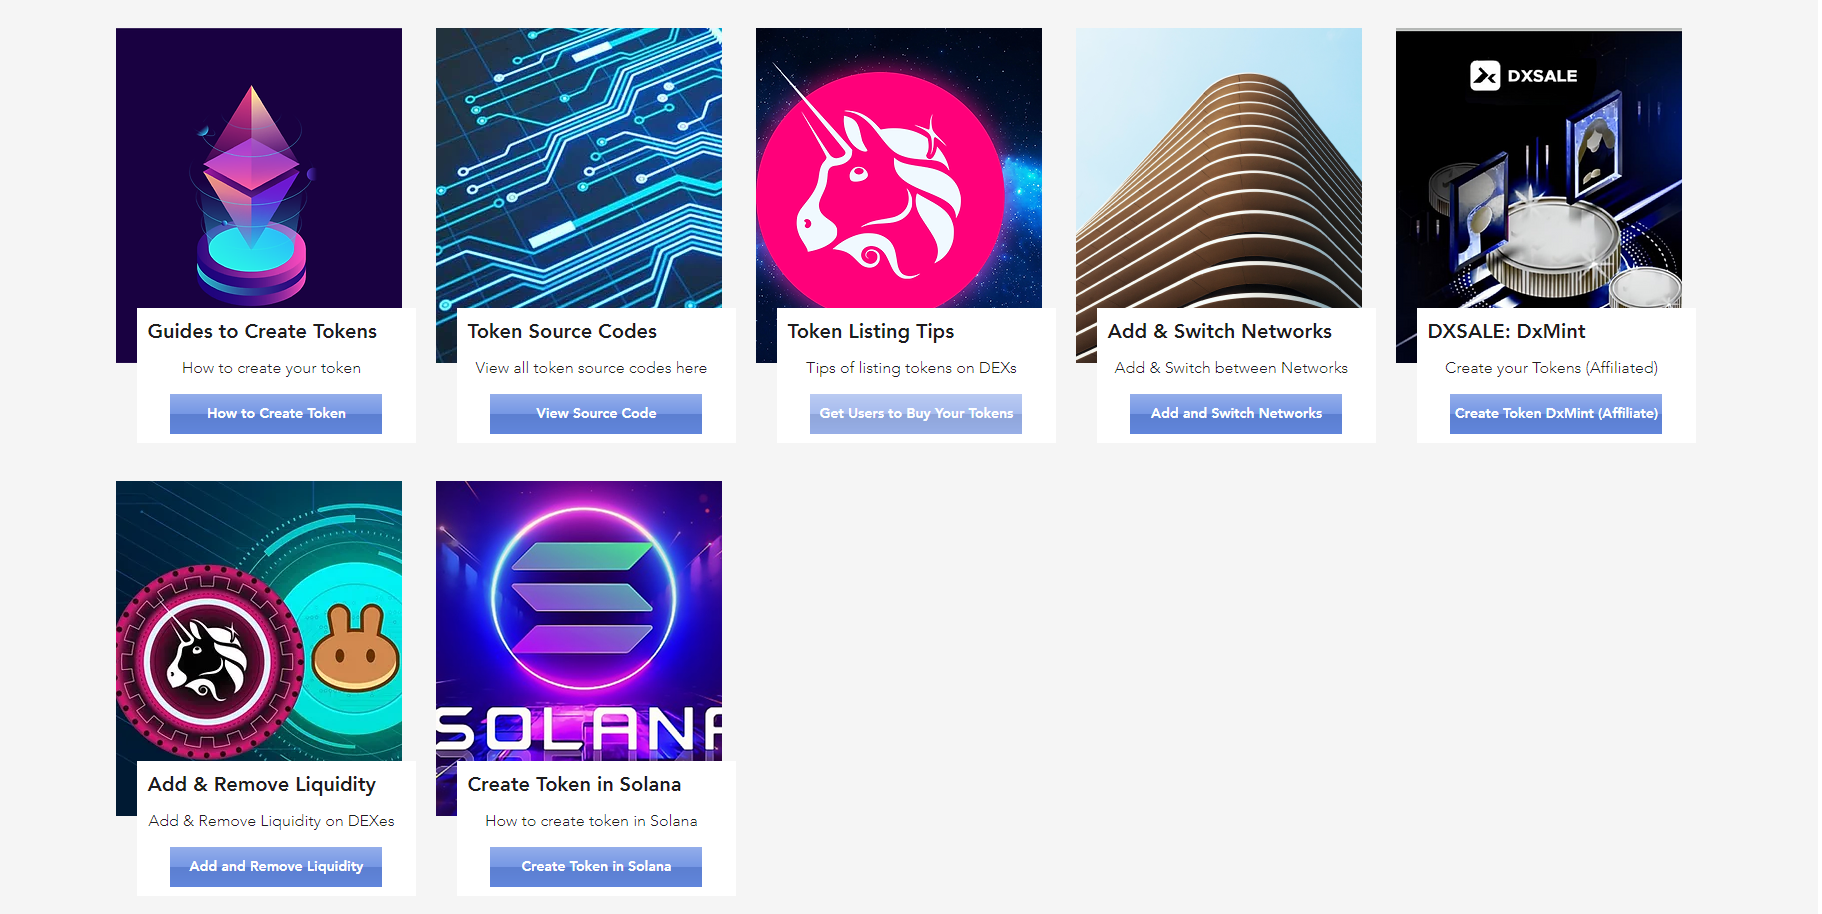 DXSALE
Guides to Create Tokens
How to create your token
How to Create Token
Token Source Codes
View all token source codes here
View Source Code
Token Listing Tips
Tips of listing tokens on DEXs
Get Users to Buy Your Tokens
Add & Switch Networks
Add & Switch between Networks
Add and Switch Networks
DXSALE: DxMint
Create your Tokens (Affiliated)
Create Token DxMint (Affiliate)
SOLANA
Add & Remove Liquidity
Add & Remove Liquidity on DEXes
Add and Remove Liquidity
Create Token in Solana
How to create token in Solana
Create Token in Solana